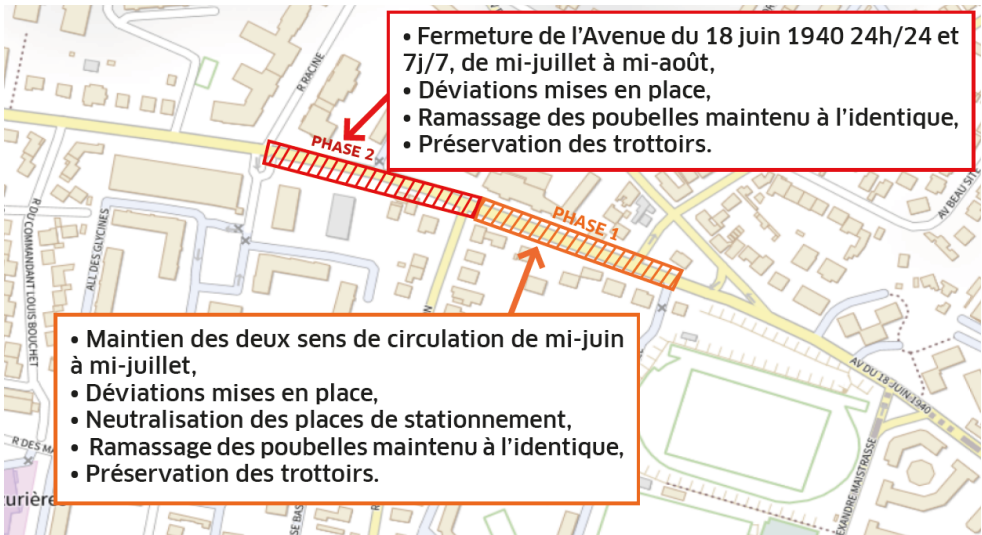 • Fermeture de l’Avenue du 18 juin 1940 24h/24 et
7j/7, de mi-juillet à mi-août,
• Déviations mises en place,
• Ramassage des poubelles maintenu à l’identique,
• Préservation des trottoirs.
R RACINE
PHASE 2
PHASE 1
AV BEAU SITE
R DU COMMANDANT LOUIS BOUCHET
ALL DES GLYCINES
• Maintien des deux sens de circulation de mi-juin
à mi-juillet,
• Déviations mises en place,
• Neutralisation des places de stationnement,
• Ramassage des poubelles maintenu à l’identique,
• Préservation des trottoirs.
AV DU 18 JUIN 1940
R DES